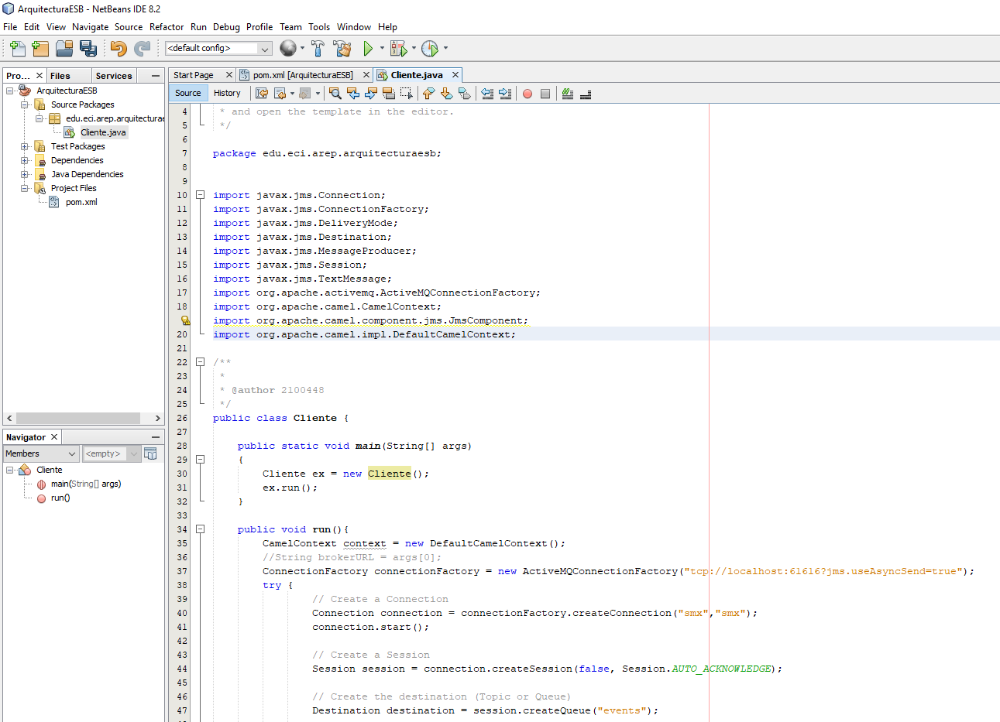 ArquitecturaESB - NetBeans IDE 8.2
File Edit View Navigate Source Refactor Run Debug Profile Team Tools Window Help
<default config>
Pro... Files Services
ArquitecturaESB
Source Packages
edu.eci.arep.arquitecturae
Cliente.java
Test Packages
Dependencies
Java Dependencies
Project Files
pom.xml
Navigator
Members <empty>
Cliente
main(String[] args)
run()
Start Page pom.xml [ArquitecturaESB] Cliente.java
Source History
4 * and open the template in the editor.
5 */
6
7 package edu.eci.arep.arquitecturaesb;
8
9
10 import javax.jms.Connection;
11 import javax.jms.ConnectionFactory;
12 import javax.jms.DeliveryMode;
13 import javax.jms.Destination;
14 import javax.jms.MessageProducer;
15 import javax.jms.Session;
16 import javax.jms.TextMessage;
17 import org.apache.activemq.ActiveMQConnectionFactory;
18 import org.apache.camel.CamelContext;
import org.apache.camel.component.jms.JmsComponent;
20 import org.apache.camel.impl.DefaultCamelContext;
21
22 /**
23 *
24 * @author 2100448
25 */
26 public class Cliente {
27
28 public static void main(String[] args)
29 {
30 Cliente ex = new Cliente();
31 ex.run();
32 }
33
34 public void run(){
35 CamelContext context = new DefaultCamelContext();
36 //String brokerURL = args[0];
37 ConnectionFactory connectionFactory = new ActiveMQConnectionFactory("tcp://localhost:61616?jms.useAsyncSend=true");
38 try {
39 // Create a Connection
40 Connection connection = connectionFactory.createConnection("smx","smx");
41 connection.start();
42
43 // Create a Session
44 Session session = connection.createSession(false, Session.AUTO_ACKNOWLEDGE);
45
46 // Create the destination (Topic or Queue)
47 Destination destination = session.createQueue("events");